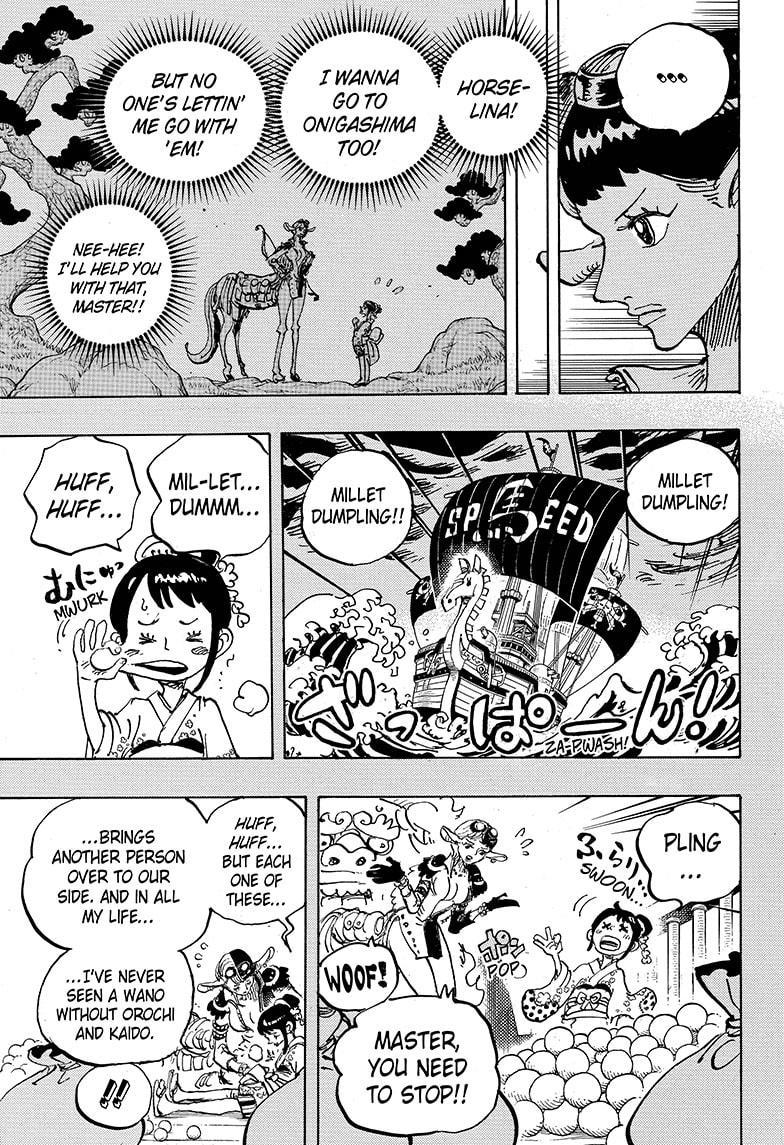 ...
HORSE-
LINA!
I WANNA
GO TO
ONIGASHIMA
TOO!
BUT NO
ONE'S LETTIN'
ME GO WITH
'EM!
NEE-HEE!
I'LL HELP YOU
WITH THAT,
MASTER!!
MILLET
DUMPLING!
MILLET
DUMPLING!!
SPEED
ざっぱーん!
ZA-PWASH!
MIL-LET...
DUMMM...
HUFF,
HUFF...
むにゅっ
MWURK
PLING
...
ふらり…
SWOON...
ポンッ
POP
WOOF!
MASTER,
YOU NEED
TO STOP!!
HUFF,
HUFF...
BUT EACH
ONE OF
THESE...
...BRINGS
ANOTHER PERSON
OVER TO OUR
SIDE. AND IN ALL
MY LIFE...
...I'VE NEVER
SEEN A WANO
WITHOUT OROCHI
AND KAIDO.
!!